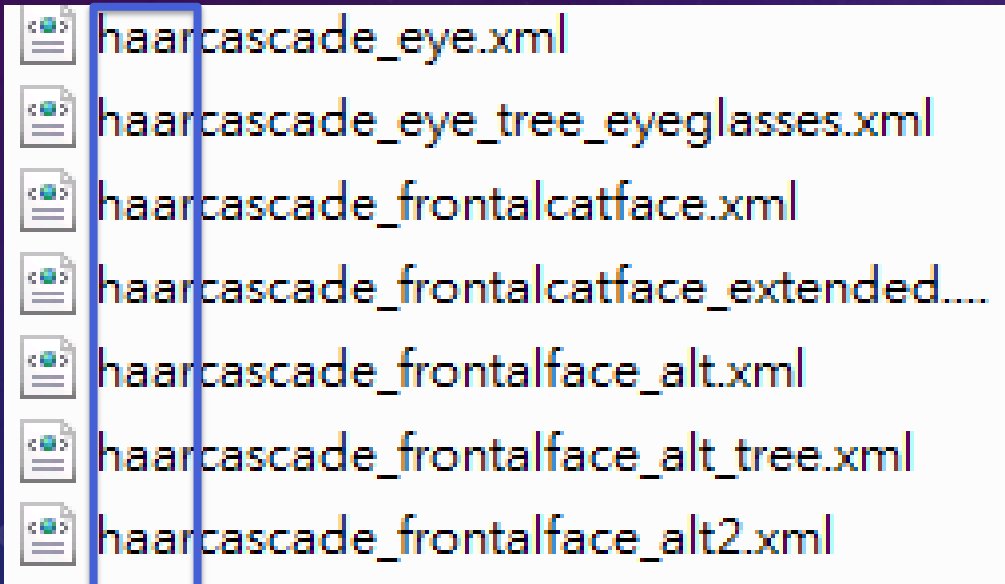 haarcascade_eye.xml
haarcascade_eye_tree_eyeglasses.xml
haarcascade_frontalcatface.xml
haarcascade_frontalcatface_extended....
haarcascade_frontalface_alt.xml
haarcascade_frontalface_alt_tree.xml
haarcascade_frontalface_alt2.xml